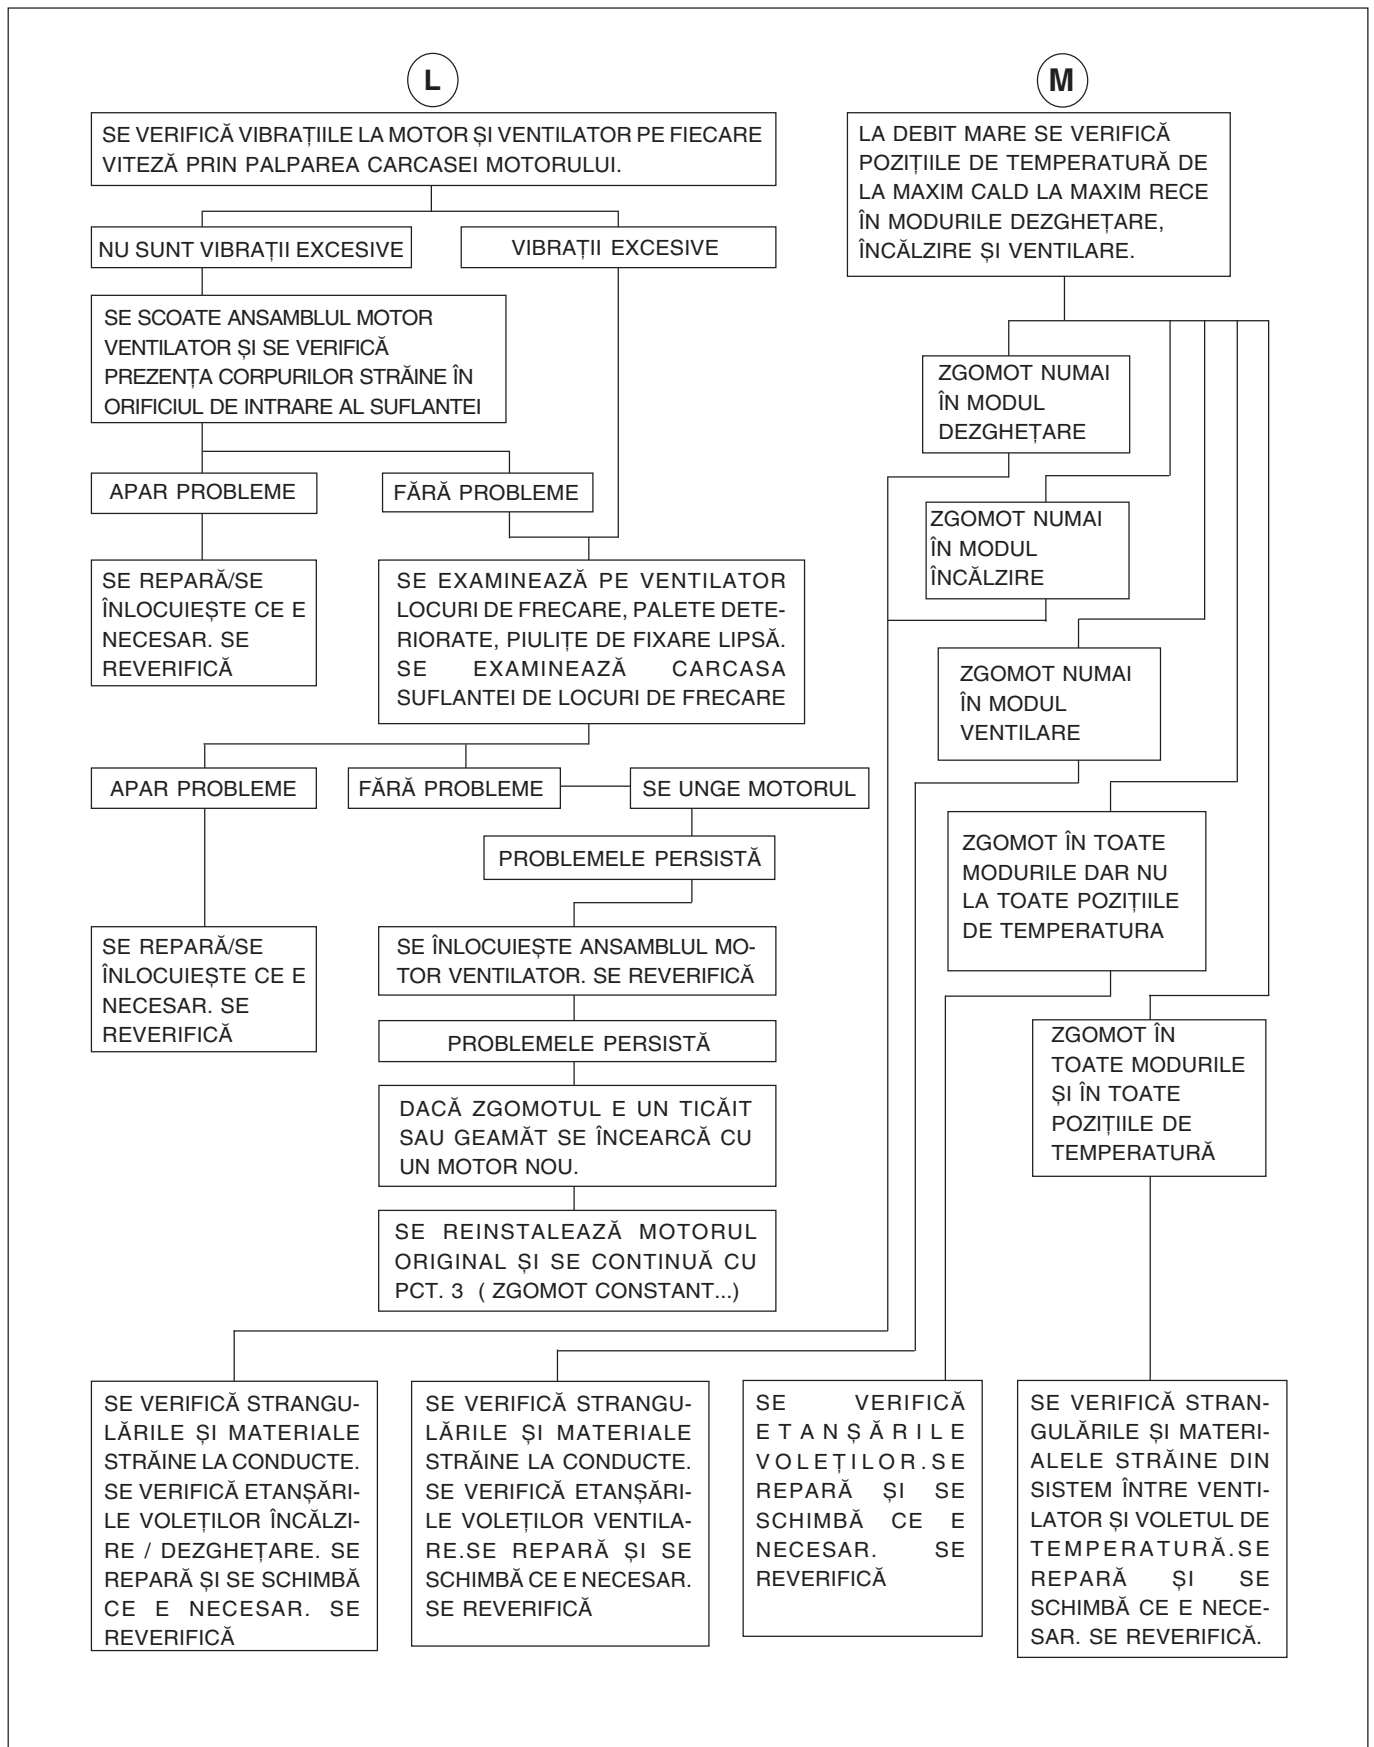 L
SE VERIFICĂ VIBRAȚIILE LA MOTOR ȘI VENTILATOR PE FIECARE
VITEZĂ PRIN PALPAREA CARCASEI MOTORULUI.
NU SUNT VIBRAȚII EXCESIVE
VIBRAȚII EXCESIVE
SE SCOATE ANSAMBLUL MOTOR
VENTILATOR ȘI SE VERIFICĂ
PREZENȚA CORPURILOR STRĂINE ÎN
ORIFICIUL DE INTRARE AL SUFLANTEI
APAR PROBLEME
FĂRĂ PROBLEME
SE REPARĂ/SE
ÎNLOCUIEȘTE CE E
NECESAR. SE
REVERIFICĂ
SE EXAMINEAZĂ PE VENTILATOR
LOCURI DE FRECARE, PALETE DETE-
RIORATE, PIULIȚE DE FIXARE LIPSĂ.
SE EXAMINEAZĂ CARCASA
SUFLANTEI DE LOCURI DE FRECARE
APAR PROBLEME
FĂRĂ PROBLEME
SE UNGE MOTORUL
PROBLEMELE PERSISTĂ
SE REPARĂ/SE
ÎNLOCUIEȘTE CE E
NECESAR. SE
REVERIFICĂ
SE ÎNLOCUIEȘTE ANSAMBLUL MO-
TOR VENTILATOR. SE REVERIFICĂ
PROBLEMELE PERSISTĂ
DACĂ ZGOMOTUL E UN TICĂIT
SAU GEAMĂT SE ÎNCEARCĂ CU
UN MOTOR NOU.
SE REINSTALEAZĂ MOTORUL
ORIGINAL ȘI SE CONTINUĂ CU
PCT. 3 ( ZGOMOT CONSTANT...)
M
LA DEBIT MARE SE VERIFICĂ
POZIȚIILE DE TEMPERATURĂ DE
LA MAXIM CALD LA MAXIM RECE
ÎN MODURILE DEZGHEȚARE,
ÎNCĂLZIRE ȘI VENTILARE.
ZGOMOT NUMAI
ÎN MODUL
DEZGHEȚARE
ZGOMOT NUMAI
ÎN MODUL
ÎNCĂLZIRE
ZGOMOT NUMAI
ÎN MODUL
VENTILARE
ZGOMOT ÎN TOATE
MODURILE DAR NU
LA TOATE POZIȚIILE
DE TEMPERATURA
ZGOMOT ÎN
TOATE MODURILE
ȘI ÎN TOATE
POZIȚIILE DE
TEMPERATURĂ
SE VERIFICĂ STRANGU-
LĂRILE ȘI MATERIALE
STRĂINE LA CONDUCTE.
SE VERIFICĂ ETANȘĂRI-
LE VOLEȚILOR ÎNCĂLZI-
RE / DEZGHEȚARE. SE
REPARĂ ȘI SE SCHIMBĂ
CE E NECESAR. SE
REVERIFICĂ
SE VERIFICĂ STRANGU-
LĂRILE ȘI MATERIALE
STRĂINE LA CONDUCTE.
SE VERIFICĂ ETANȘĂRI-
LE VOLEȚILOR VENTILA-
RE.SE REPARĂ ȘI SE
SCHIMBĂ CE E NECESAR.
SE REVERIFICĂ
SE VERIFICĂ
ETANȘĂRILE
VOLEȚILOR.SE
REPARĂ ȘI SE
SCHIMBĂ CE E
NECESAR. SE
REVERIFICĂ
SE VERIFICĂ STRAN-
GULĂRILE ȘI MATERI-
ALELE STRĂINE DIN
SISTEM ÎNTRE VENTI-
LATOR ȘI VOLETUL DE
TEMPERATURĂ.SE
REPARĂ ȘI SE
SCHIMBĂ CE E NECE-
SAR. SE REVERIFICĂ.